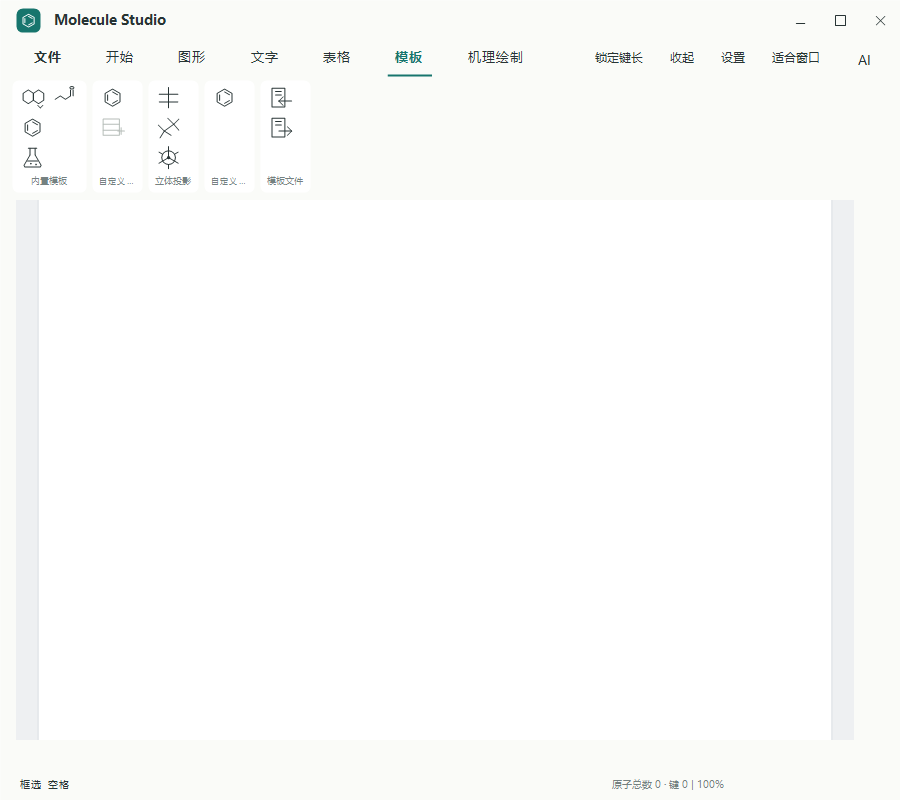 Molecule Studio
文件 开始 图形 文字 表格 模板 机理绘制 锁定键长 收起 设置 适合窗口 AI
内置模板 自定义... 立体投影 自定义... 模板文件
框选 空格 原子总数 0 · 键 0 | 100%